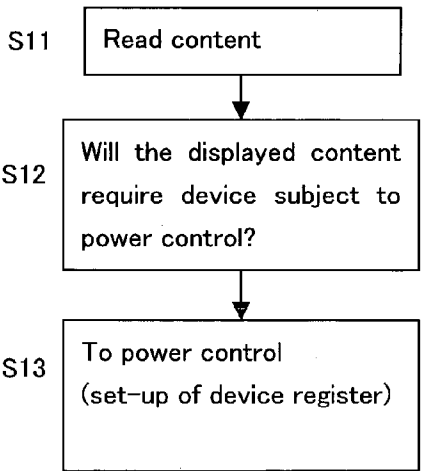 S11
Read content
S12
Will the displayed content
require device subject to
power control?
S13
To power control
(set-up of device register)